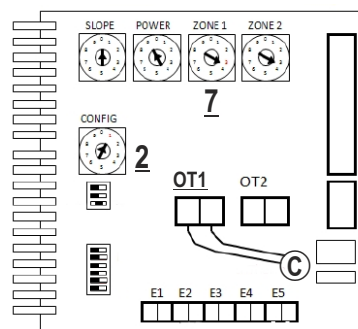 SLOPE POWER ZONE 1 ZONE 2
7
CONFIG
2
OT1 OT2
C
E1 E2 E3 E4 E5